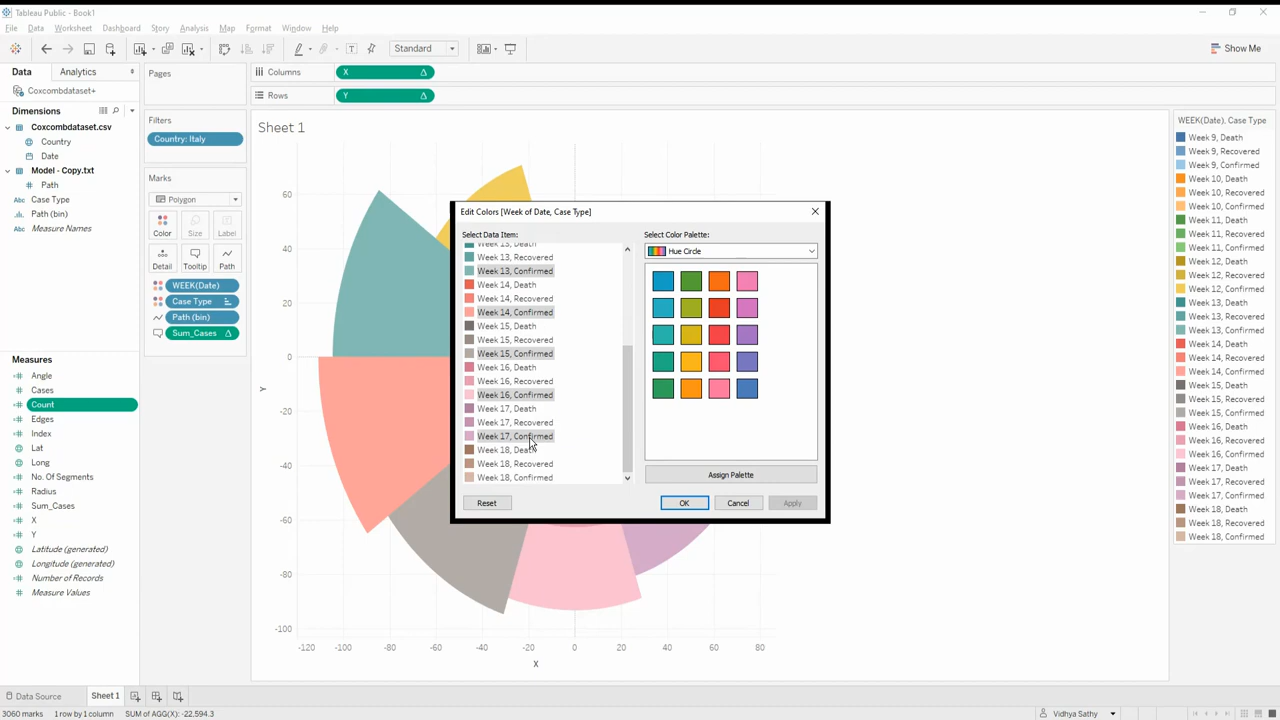 Tableau Public - Book1
File Data Worksheet Dashboard Story Analysis Map Format Window Help
Standard
Show Me
Data Analytics
Coxcombdataset+
Dimensions
Coxcombdataset.csv
Country
Date
Model - Copy.txt
Path
Abc Case Type
Path (bin)
Abc Measure Names
Measures
Angle
Cases
Count
Edges
Index
Lat
Long
No. Of Segments
Radius
Sum_Cases
X
Y
Latitude (generated)
Longitude (generated)
Number of Records
Measure Values
Pages
Filters
Country: Italy
Marks
Polygon
Color Size Label
Detail Tooltip Path
WEEK(Date)
Case Type
Path (bin)
Sum_Cases
Columns X
Rows Y
Sheet 1
60
40
20
0
-20
-40
-60
-80
-100
Y
-120 -100 -80 -60 -40 -20 0 20 40 60 80
X
Edit Colors [Week of Date, Case Type]
Select Data Item:
Week 13, Death
Week 13, Recovered
Week 13, Confirmed
Week 14, Death
Week 14, Recovered
Week 14, Confirmed
Week 15, Death
Week 15, Recovered
Week 15, Confirmed
Week 16, Death
Week 16, Recovered
Week 16, Confirmed
Week 17, Death
Week 17, Recovered
Week 17, Confirmed
Week 18, Death
Week 18, Recovered
Week 18, Confirmed
Select Color Palette:
Hue Circle
Assign Palette
Reset OK Cancel Apply
WEEK(Date), Case Type
Week 9, Death
Week 9, Recovered
Week 9, Confirmed
Week 10, Death
Week 10, Recovered
Week 10, Confirmed
Week 11, Death
Week 11, Recovered
Week 11, Confirmed
Week 12, Death
Week 12, Recovered
Week 12, Confirmed
Week 13, Death
Week 13, Recovered
Week 13, Confirmed
Week 14, Death
Week 14, Recovered
Week 14, Confirmed
Week 15, Death
Week 15, Recovered
Week 15, Confirmed
Week 16, Death
Week 16, Recovered
Week 16, Confirmed
Week 17, Death
Week 17, Recovered
Week 17, Confirmed
Week 18, Death
Week 18, Recovered
Week 18, Confirmed
Data Source Sheet 1
3060 marks 1 row by 1 column SUM of AGG(X): -22,594.3
Vidhya Sathy